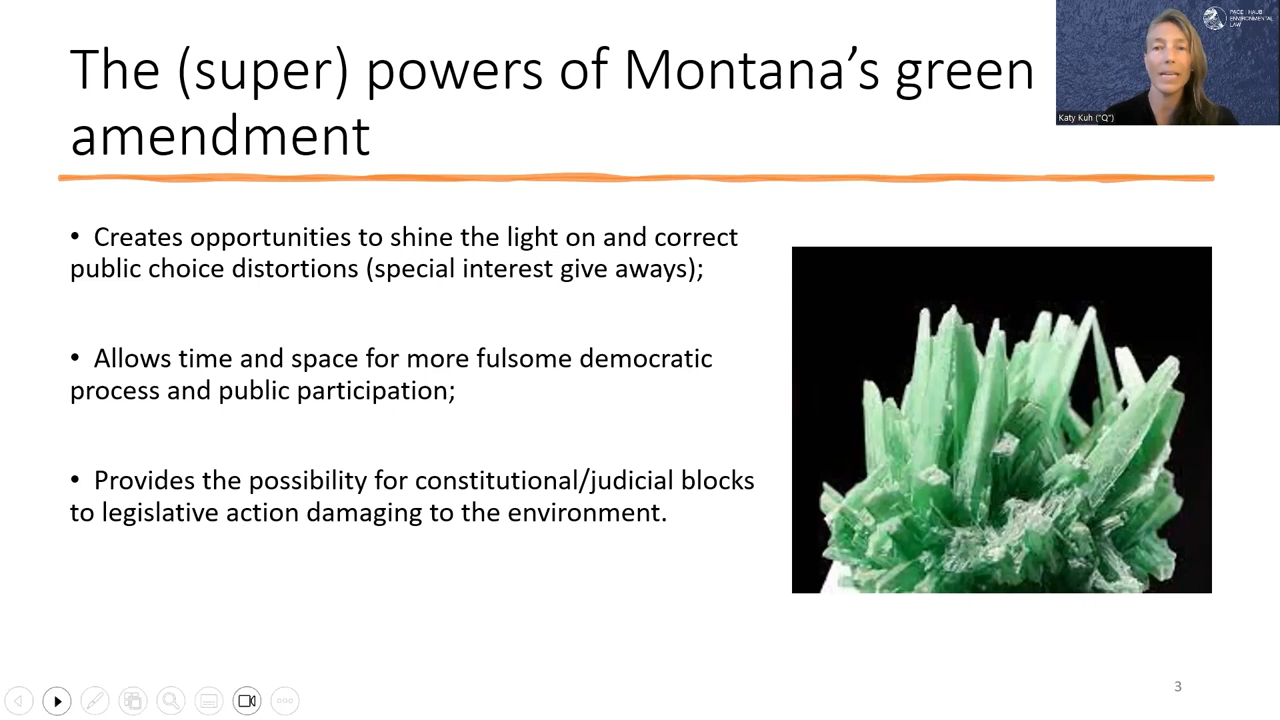 The (super) powers of Montana’s green
amendment
PACE | HAUB
ENVIRONMENTAL
LAW
Katy Kuh ("Q")
• Creates opportunities to shine the light on and correct
public choice distortions (special interest give aways);
• Allows time and space for more fulsome democratic
process and public participation;
• Provides the possibility for constitutional/judicial blocks
to legislative action damaging to the environment.
3